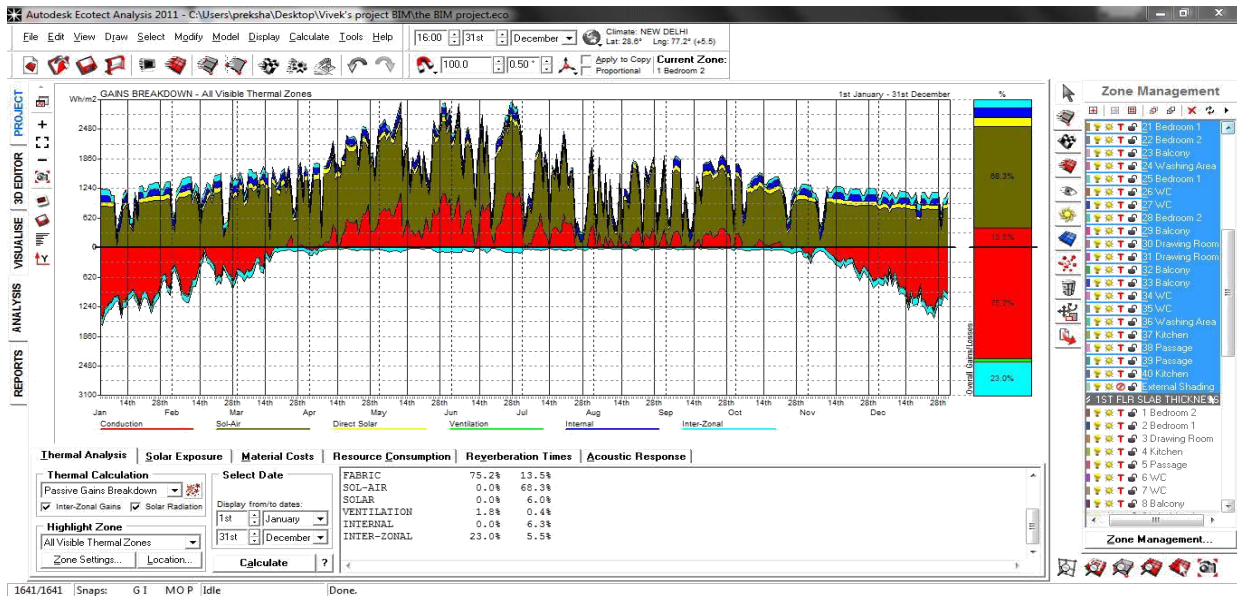 Autodesk Ecotect Analysis 2011 - C:\Users\preksha\Desktop\Vivek's project BIM\the BIM project.eco
File Edit View Draw Select Modify Model Display Calculate Tools Help
16:00 31st December
Climate: NEW DELHI
Lat: 28.6° Lng: 77.2° (+5.5)
100.0 0.50 °
Apply to Copy
Proportional
Current Zone:
1 Bedroom 2
PROJECT
3D EDITOR
VISUALISE
ANALYSIS
REPORTS
GAINS BREAKDOWN - All Visible Thermal Zones
1st January - 31st December
%
Wh/m2
2480
1860
1240
620
0
620
1240
1860
2480
3100
14th 28th 14th 28th 14th 28th 14th 28th 14th 28th 14th 28th 14th 28th 14th 28th 14th 28th 14th 28th 14th 28th 14th 28th
Jan Feb Mar Apr May Jun Jul Aug Sep Oct Nov Dec
Conduction Sol-Air Direct Solar Ventilation Internal Inter-Zonal
68.3%
13.5%
75.2%
23.0%
Overall Gains/Losses
Thermal Analysis Solar Exposure Material Costs Resource Consumption Reverberation Times Acoustic Response
Thermal Calculation
Passive Gains Breakdown
Inter-Zonal Gains Solar Radiation
Highlight Zone
All Visible Thermal Zones
Zone Settings... Location...
Select Date
Display from/to dates:
1st January
31st December
Calculate ?
FABRIC 75.2% 13.5%
SOL-AIR 0.0% 68.3%
SOLAR 0.0% 6.0%
VENTILATION 1.8% 0.4%
INTERNAL 0.0% 6.3%
INTER-ZONAL 23.0% 5.5%
Zone Management
21 Bedroom 1
22 Bedroom 2
23 Balcony
24 Washing Area
25 Bedroom 1
26 WC
27 WC
28 Bedroom 2
29 Balcony
30 Drawing Room
31 Drawing Room
32 Balcony
33 Balcony
34 WC
35 WC
36 Washing Area
37 Kitchen
38 Passage
39 Passage
40 Kitchen
External Shading
1ST FLR SLAB THICKNESS
1 Bedroom 2
2 Bedroom 1
3 Drawing Room
4 Kitchen
5 Passage
6 WC
7 WC
8 Balcony
Zone Management...
1641/1641 Snaps: G I M O P Idle Done.